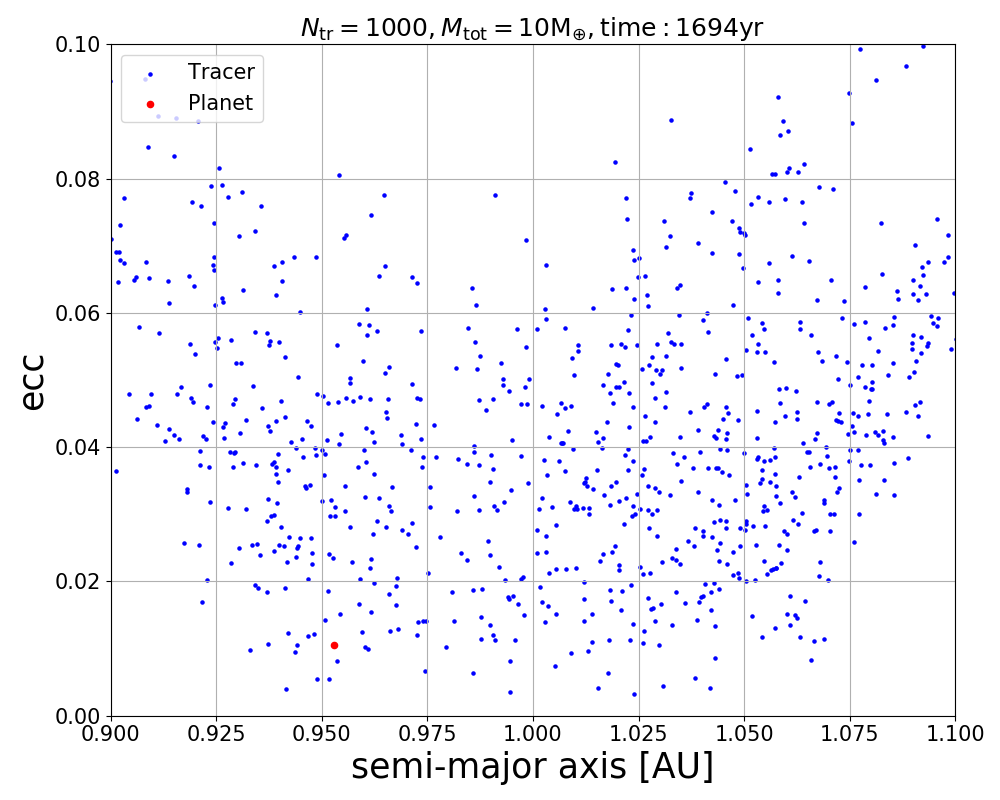 N_tr = 1000, M_tot = 10M_⊕, time : 1694yr
0.10
Tracer
Planet
0.08
0.06
ecc
0.04
0.02
0.00
0.900 0.925 0.950 0.975 1.000 1.025 1.050 1.075 1.100
semi-major axis [AU]